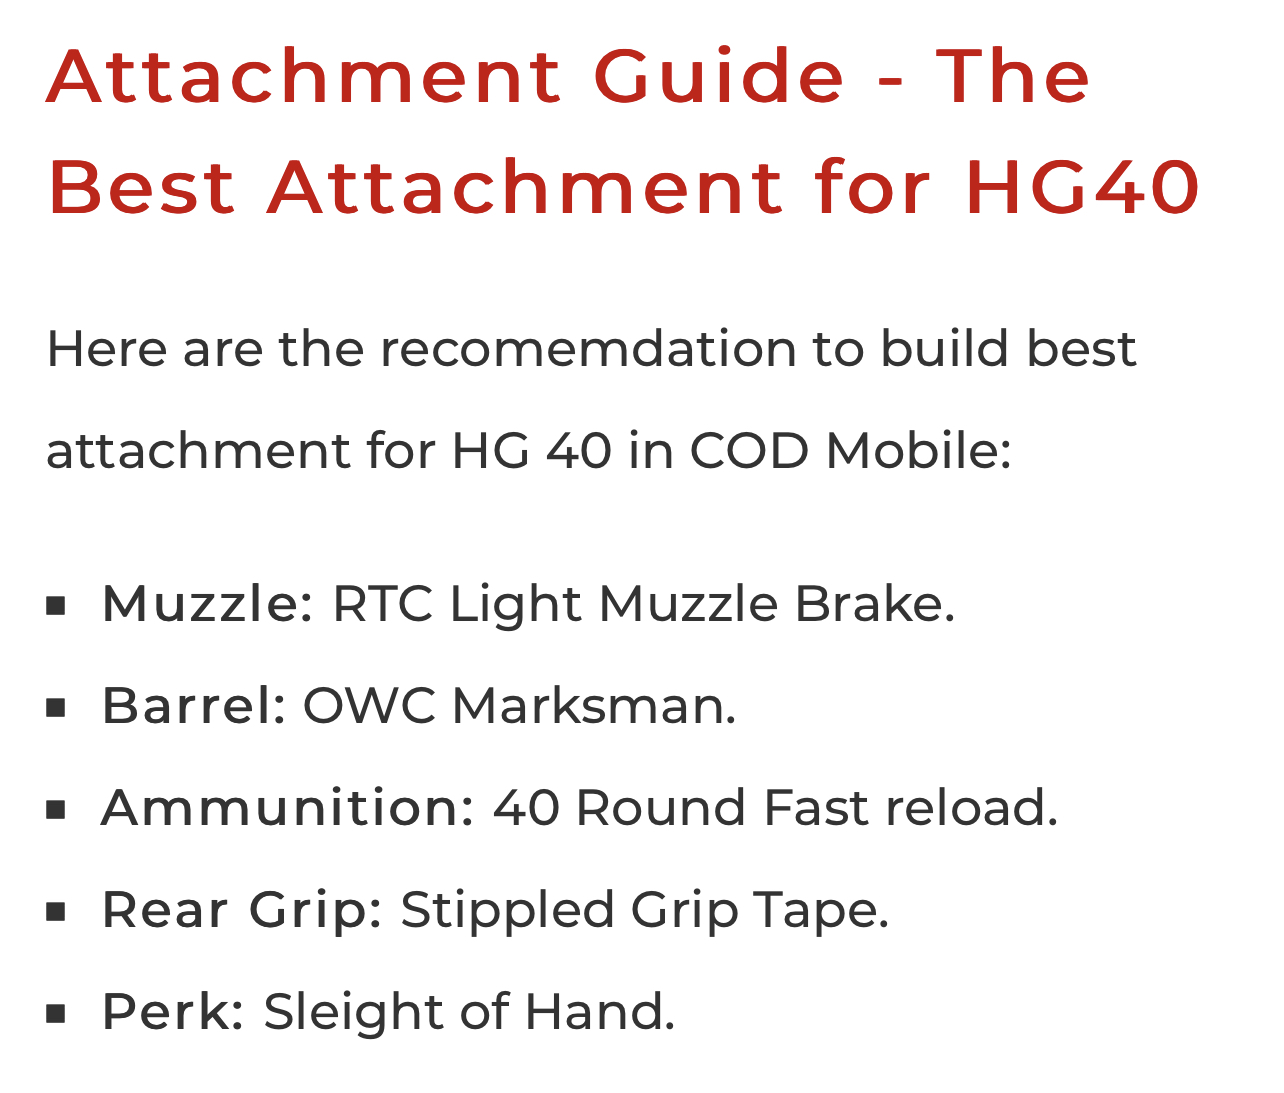 Attachment Guide - The
Best Attachment for HG40
Here are the recomemdation to build best
attachment for HG 40 in COD Mobile:
▪ Muzzle: RTC Light Muzzle Brake.
▪ Barrel: OWC Marksman.
▪ Ammunition: 40 Round Fast reload.
▪ Rear Grip: Stippled Grip Tape.
▪ Perk: Sleight of Hand.